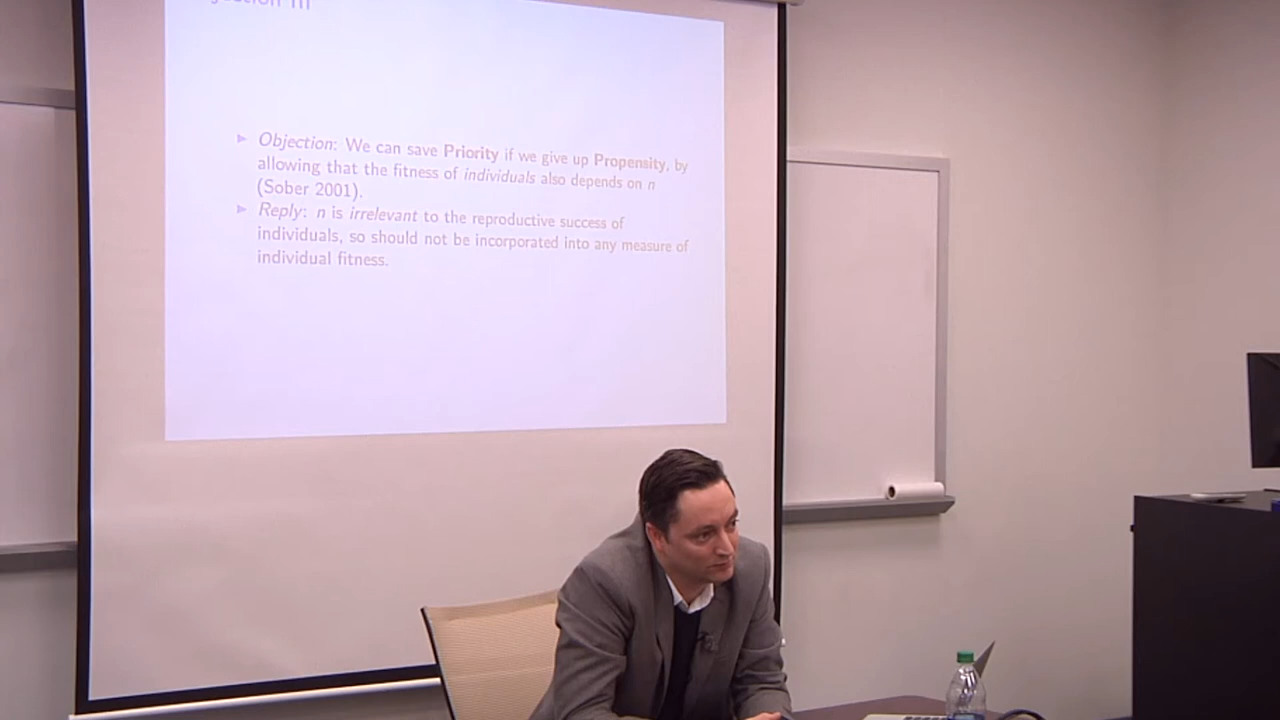 Objection III
► Objection: We can save Priority if we give up Propensity, by
allowing that the fitness of individuals also depends on n
(Sober 2001).
► Reply: n is irrelevant to the reproductive success of
individuals, so should not be incorporated into any measure of
individual fitness.